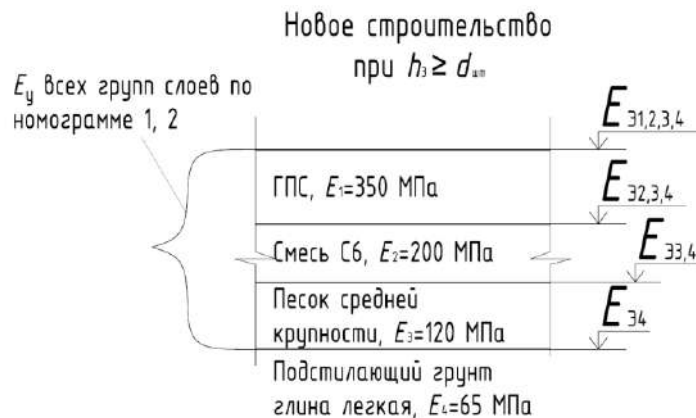 Новое строительство
при h₃ ≥ dшт
Eу всех групп слоев по
номограмме 1, 2
EЭ1,2,3,4
ГПС, E₁=350 МПа
EЭ2,3,4
Смесь С6, E₂=200 МПа
EЭ3,4
Песок средней
крупности, E₃=120 МПа
EЭ4
Подстилающий грунт
глина легкая, E₄=65 МПа